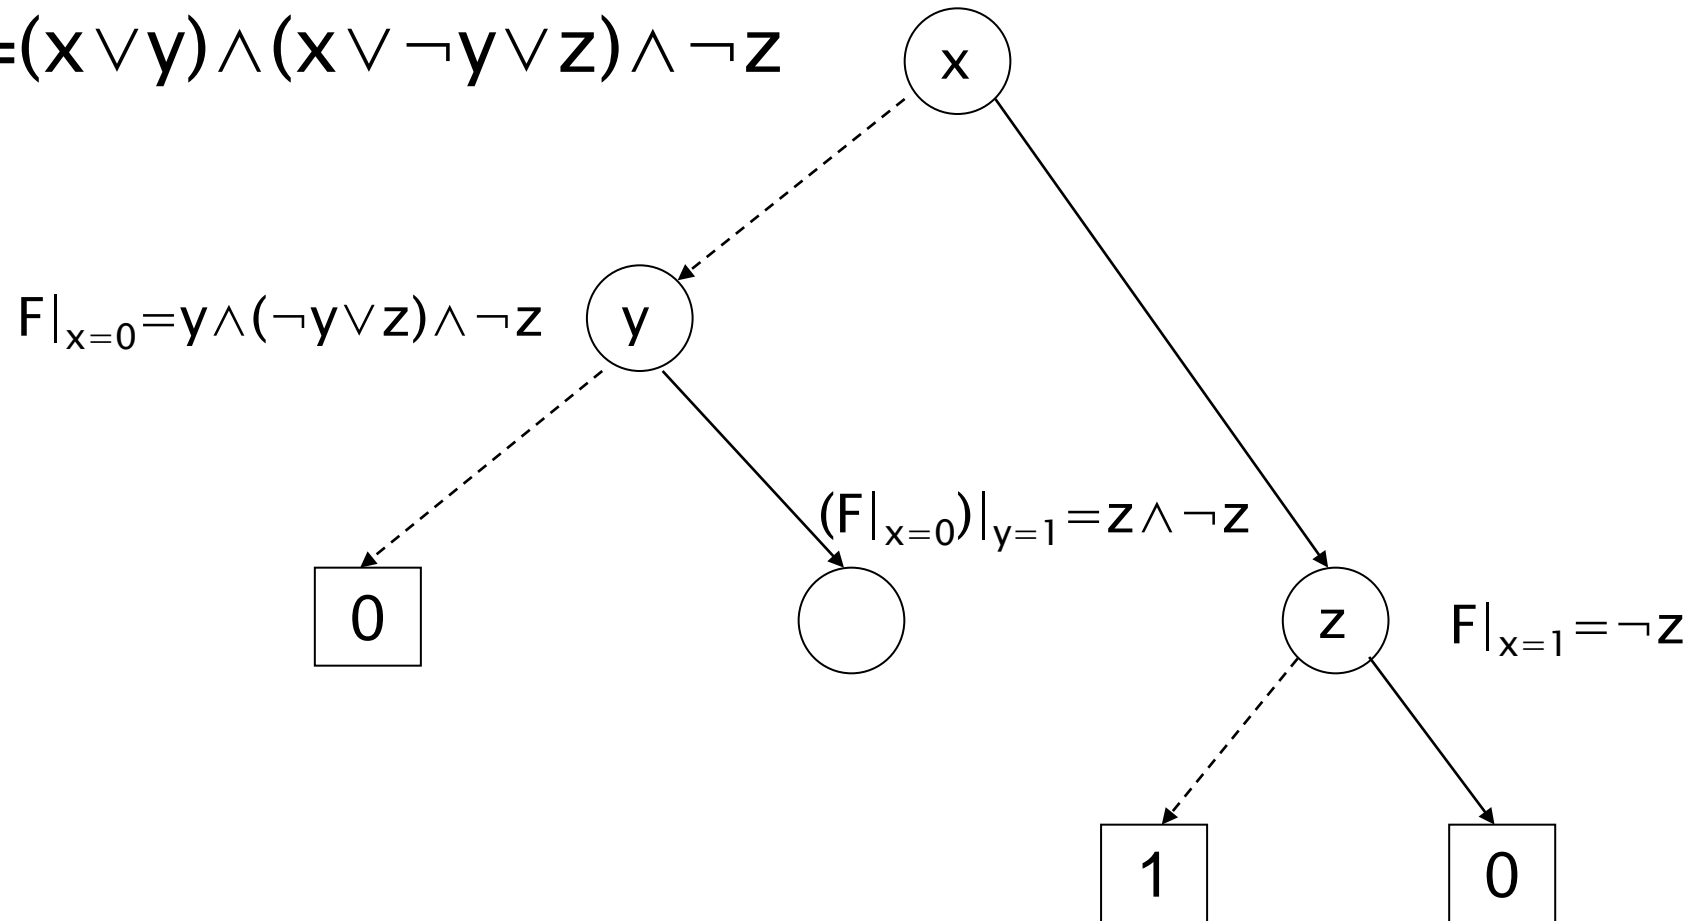 =(x∨y)∧(x∨¬y∨z)∧¬z
x
F|x=0=y∧(¬y∨z)∧¬z
y
(F|x=0)|y=1=z∧¬z
0
z
F|x=1=¬z
1
0